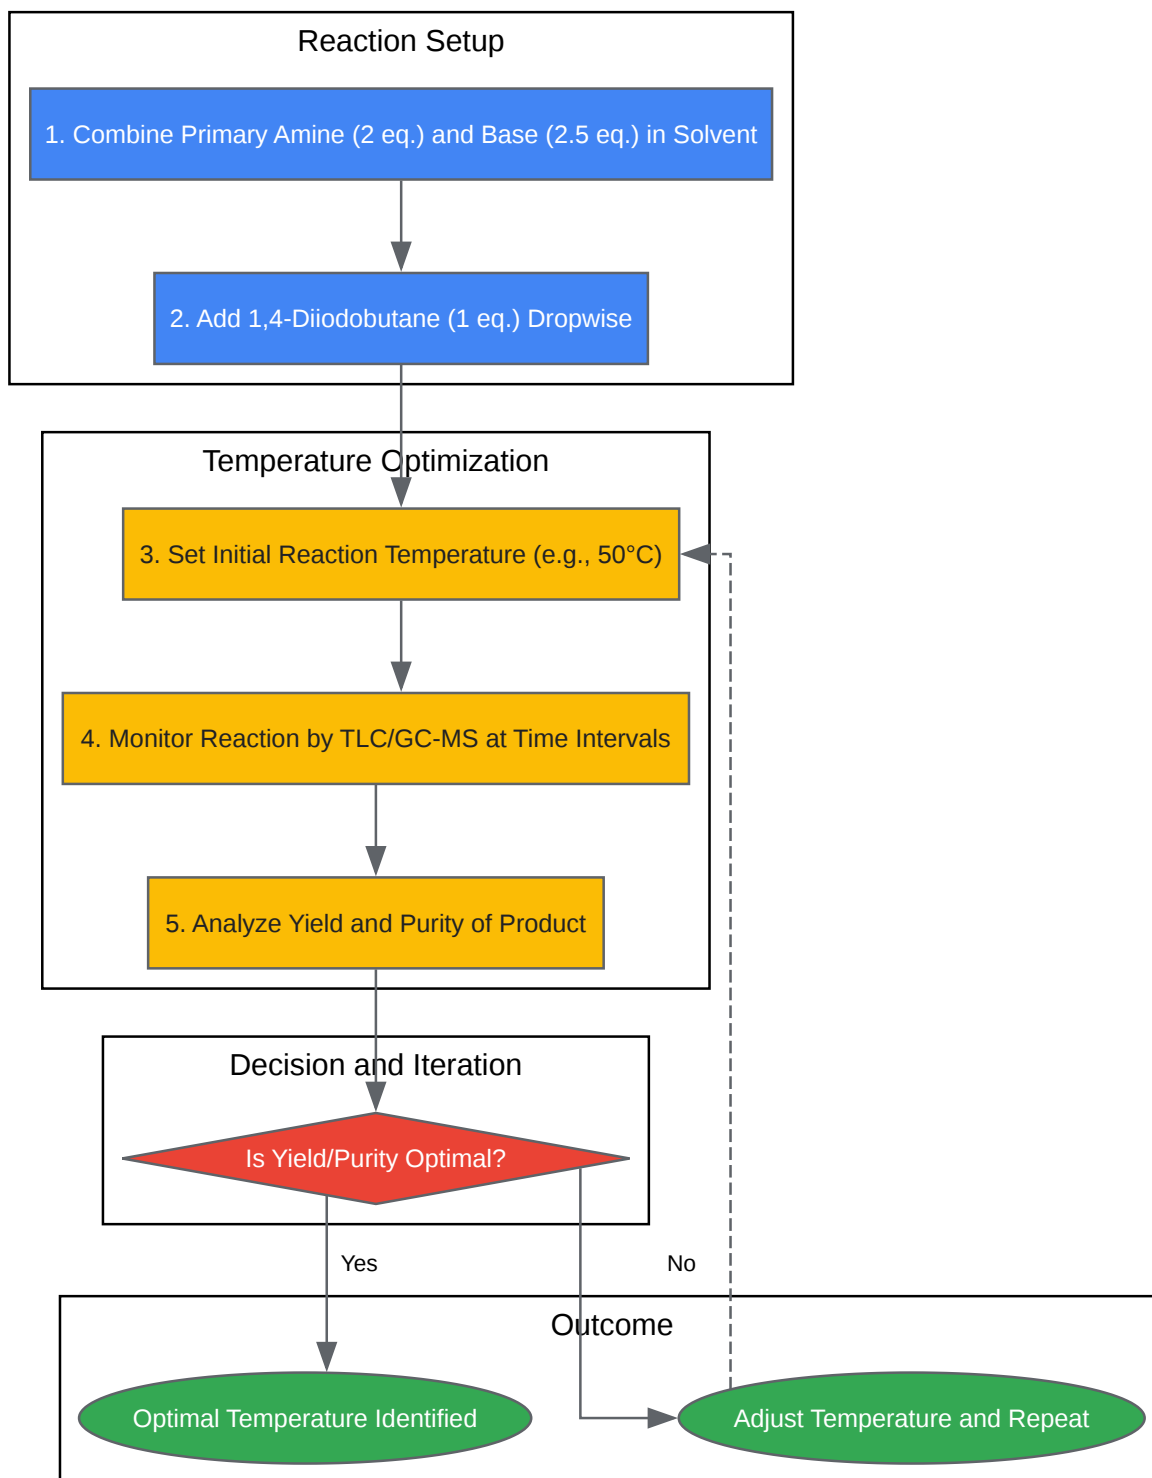 Reaction Setup
1. Combine Primary Amine (2 eq.) and Base (2.5 eq.) in Solvent
2. Add 1,4-Diiodobutane (1 eq.) Dropwise
Temperature Optimization
3. Set Initial Reaction Temperature (e.g., 50°C)
4. Monitor Reaction by TLC/GC-MS at Time Intervals
5. Analyze Yield and Purity of Product
Decision and Iteration
Is Yield/Purity Optimal?
Yes
No
Outcome
Optimal Temperature Identified
Adjust Temperature and Repeat